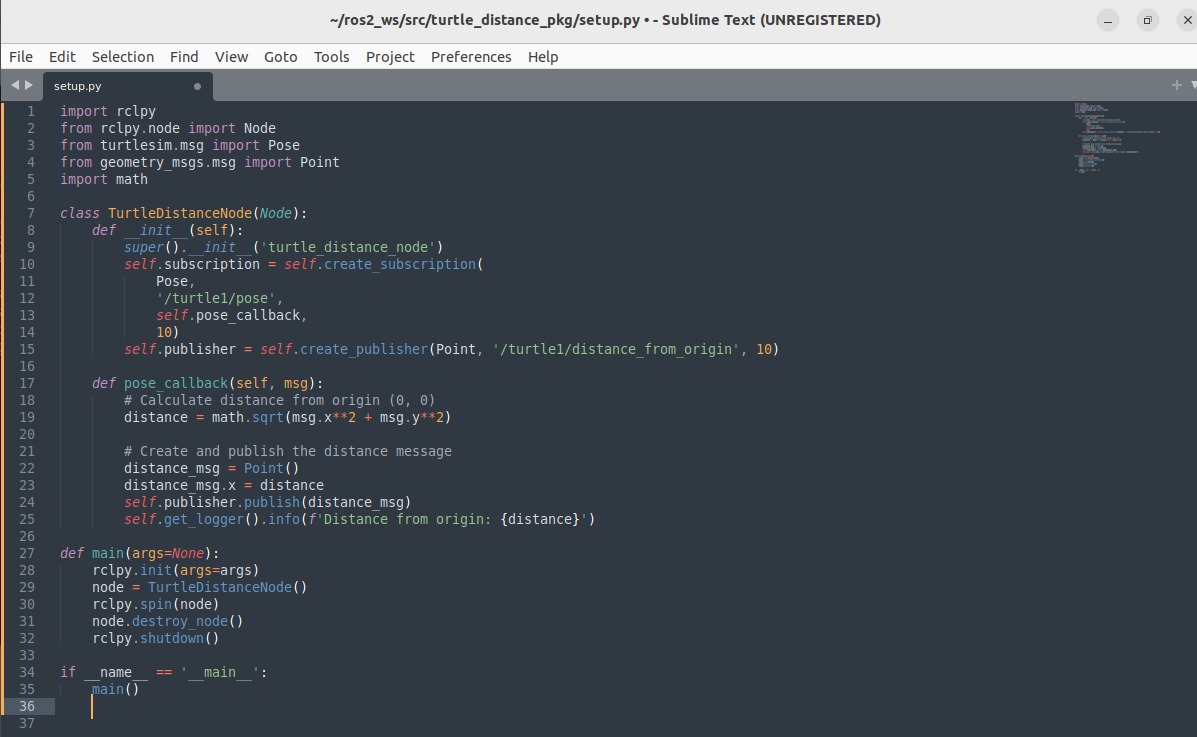 ~/ros2_ws/src/turtle_distance_pkg/setup.py • - Sublime Text (UNREGISTERED)
File Edit Selection Find View Goto Tools Project Preferences Help
setup.py
1 import rclpy
2 from rclpy.node import Node
3 from turtlesim.msg import Pose
4 from geometry_msgs.msg import Point
5 import math
6
7 class TurtleDistanceNode(Node):
8     def __init__(self):
9         super().__init__('turtle_distance_node')
10         self.subscription = self.create_subscription(
11             Pose,
12             '/turtle1/pose',
13             self.pose_callback,
14             10)
15         self.publisher = self.create_publisher(Point, '/turtle1/distance_from_origin', 10)
16
17     def pose_callback(self, msg):
18         # Calculate distance from origin (0, 0)
19         distance = math.sqrt(msg.x**2 + msg.y**2)
20
21         # Create and publish the distance message
22         distance_msg = Point()
23         distance_msg.x = distance
24         self.publisher.publish(distance_msg)
25         self.get_logger().info(f'Distance from origin: {distance}')
26
27 def main(args=None):
28     rclpy.init(args=args)
29     node = TurtleDistanceNode()
30     rclpy.spin(node)
31     node.destroy_node()
32     rclpy.shutdown()
33
34 if __name__ == '__main__':
35     main()
36
37